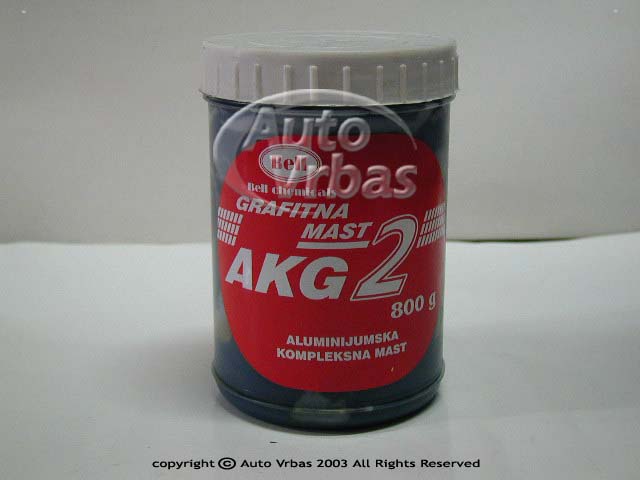 Auto
Vrbas
Bell
Bell chemicals
GRAFITNA
MAST
AKG 2
800 g
ALUMINIJUMSKA
KOMPLEKSNA MAST
copyright © Auto Vrbas 2003 All Rights Reserved